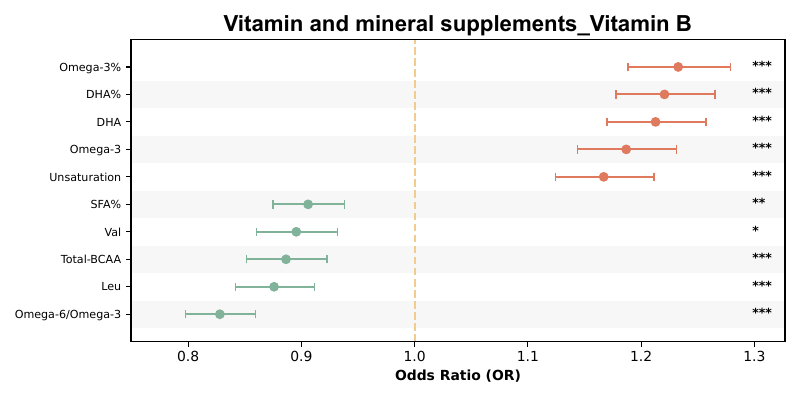 Vitamin and mineral supplements_Vitamin B
Omega-3% ***
DHA% ***
DHA ***
Omega-3 ***
Unsaturation ***
SFA% **
Val *
Total-BCAA ***
Leu ***
Omega-6/Omega-3 ***
0.8 0.9 1.0 1.1 1.2 1.3
Odds Ratio (OR)